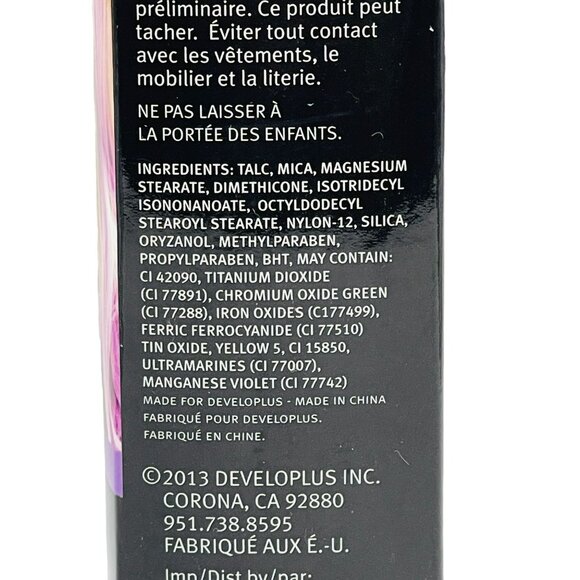 préliminaire. Ce produit peut
tacher. Éviter tout contact
avec les vêtements, le
mobilier et la literie.
NE PAS LAISSER À
LA PORTÉE DES ENFANTS.
INGREDIENTS: TALC, MICA, MAGNESIUM
STEARATE, DIMETHICONE, ISOTRIDECYL
ISONONANOATE, OCTYLDODECYL
STEAROYL STEARATE, NYLON-12, SILICA,
ORYZANOL, METHYLPARABEN,
PROPYLPARABEN, BHT, MAY CONTAIN:
CI 42090, TITANIUM DIOXIDE
(CI 77891), CHROMIUM OXIDE GREEN
(CI 77288), IRON OXIDES (C177499),
FERRIC FERROCYANIDE (CI 77510)
TIN OXIDE, YELLOW 5, CI 15850,
ULTRAMARINES (CI 77007),
MANGANESE VIOLET (CI 77742)
MADE FOR DEVELOPLUS - MADE IN CHINA
FABRIQUÉ POUR DEVELOPLUS.
FABRIQUÉ EN CHINE.
©2013 DEVELOPLUS INC.
CORONA, CA 92880
951.738.8595
FABRIQUÉ AUX É.-U.
Imp/Dist by/par: